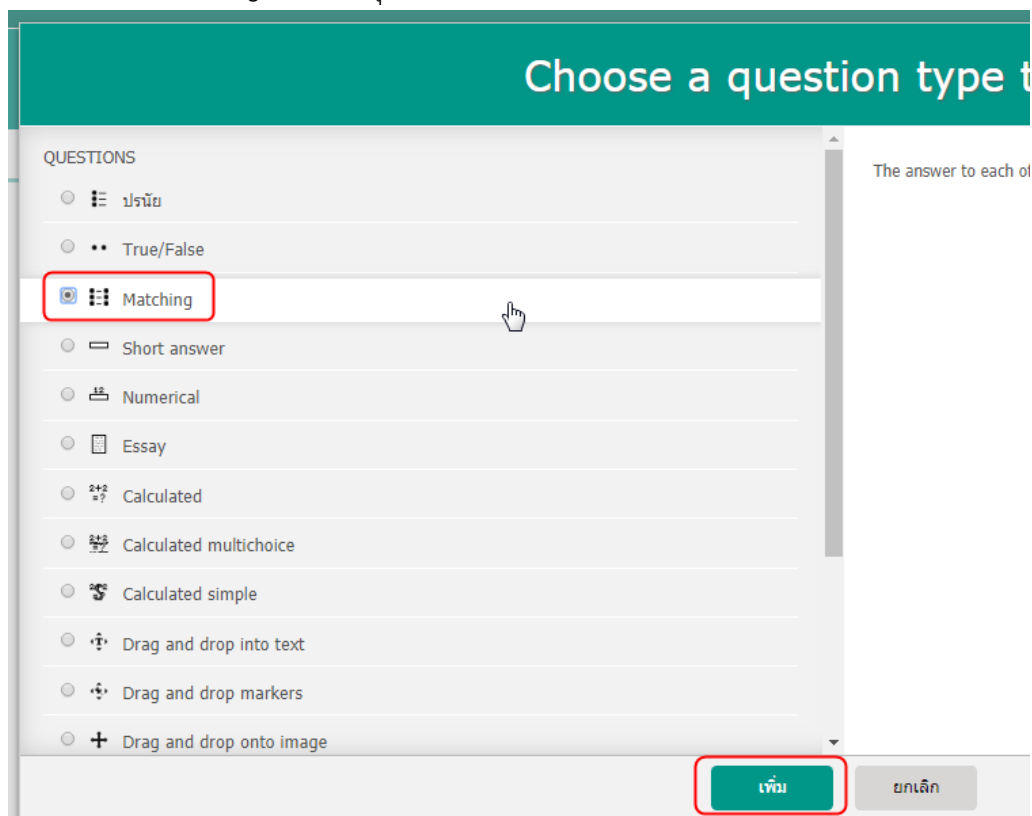 Choose a question type t
QUESTIONS
ปรนัย
The answer to each of
True/False
Matching
Short answer
Numerical
Essay
Calculated
Calculated multichoice
Calculated simple
Drag and drop into text
Drag and drop markers
Drag and drop onto image
เพิ่ม
ยกเลิก